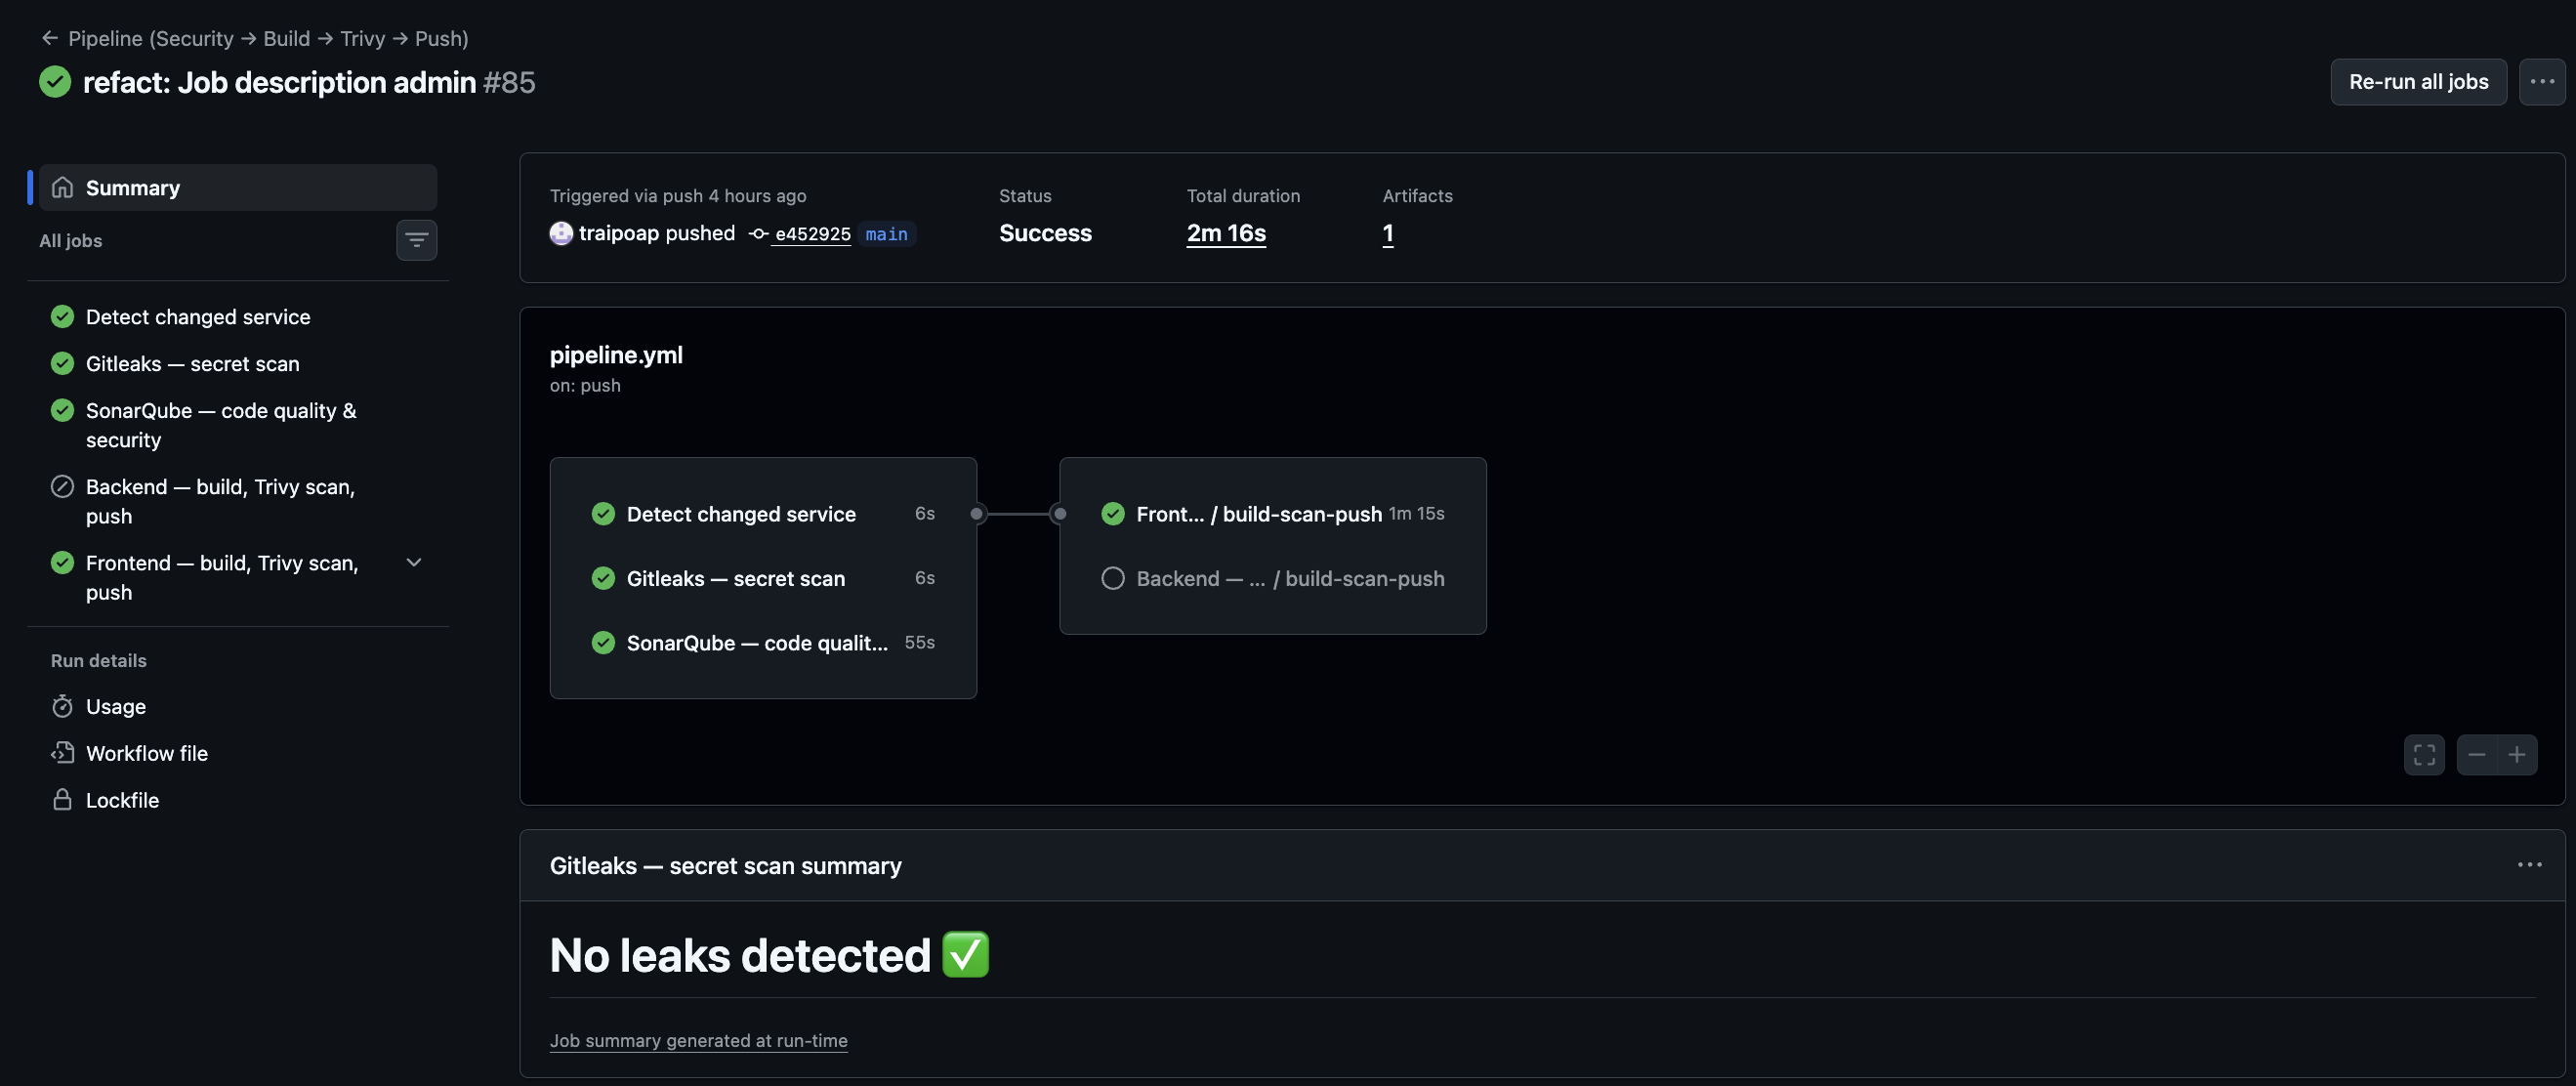 Pipeline (Security → Build → Trivy → Push)
refact: Job description admin #85
Re-run all jobs
Summary
All jobs
Detect changed service
Gitleaks — secret scan
SonarQube — code quality &
security
Backend — build, Trivy scan,
push
Frontend — build, Trivy scan,
push
Run details
Usage
Workflow file
Lockfile
Triggered via push 4 hours ago
traipoap pushed e452925 main
Status
Success
Total duration
2m 16s
Artifacts
1
pipeline.yml
on: push
Detect changed service 6s
Gitleaks — secret scan 6s
SonarQube — code qualit... 55s
Front... / build-scan-push 1m 15s
Backend — ... / build-scan-push
Gitleaks — secret scan summary
No leaks detected ✅
Job summary generated at run-time